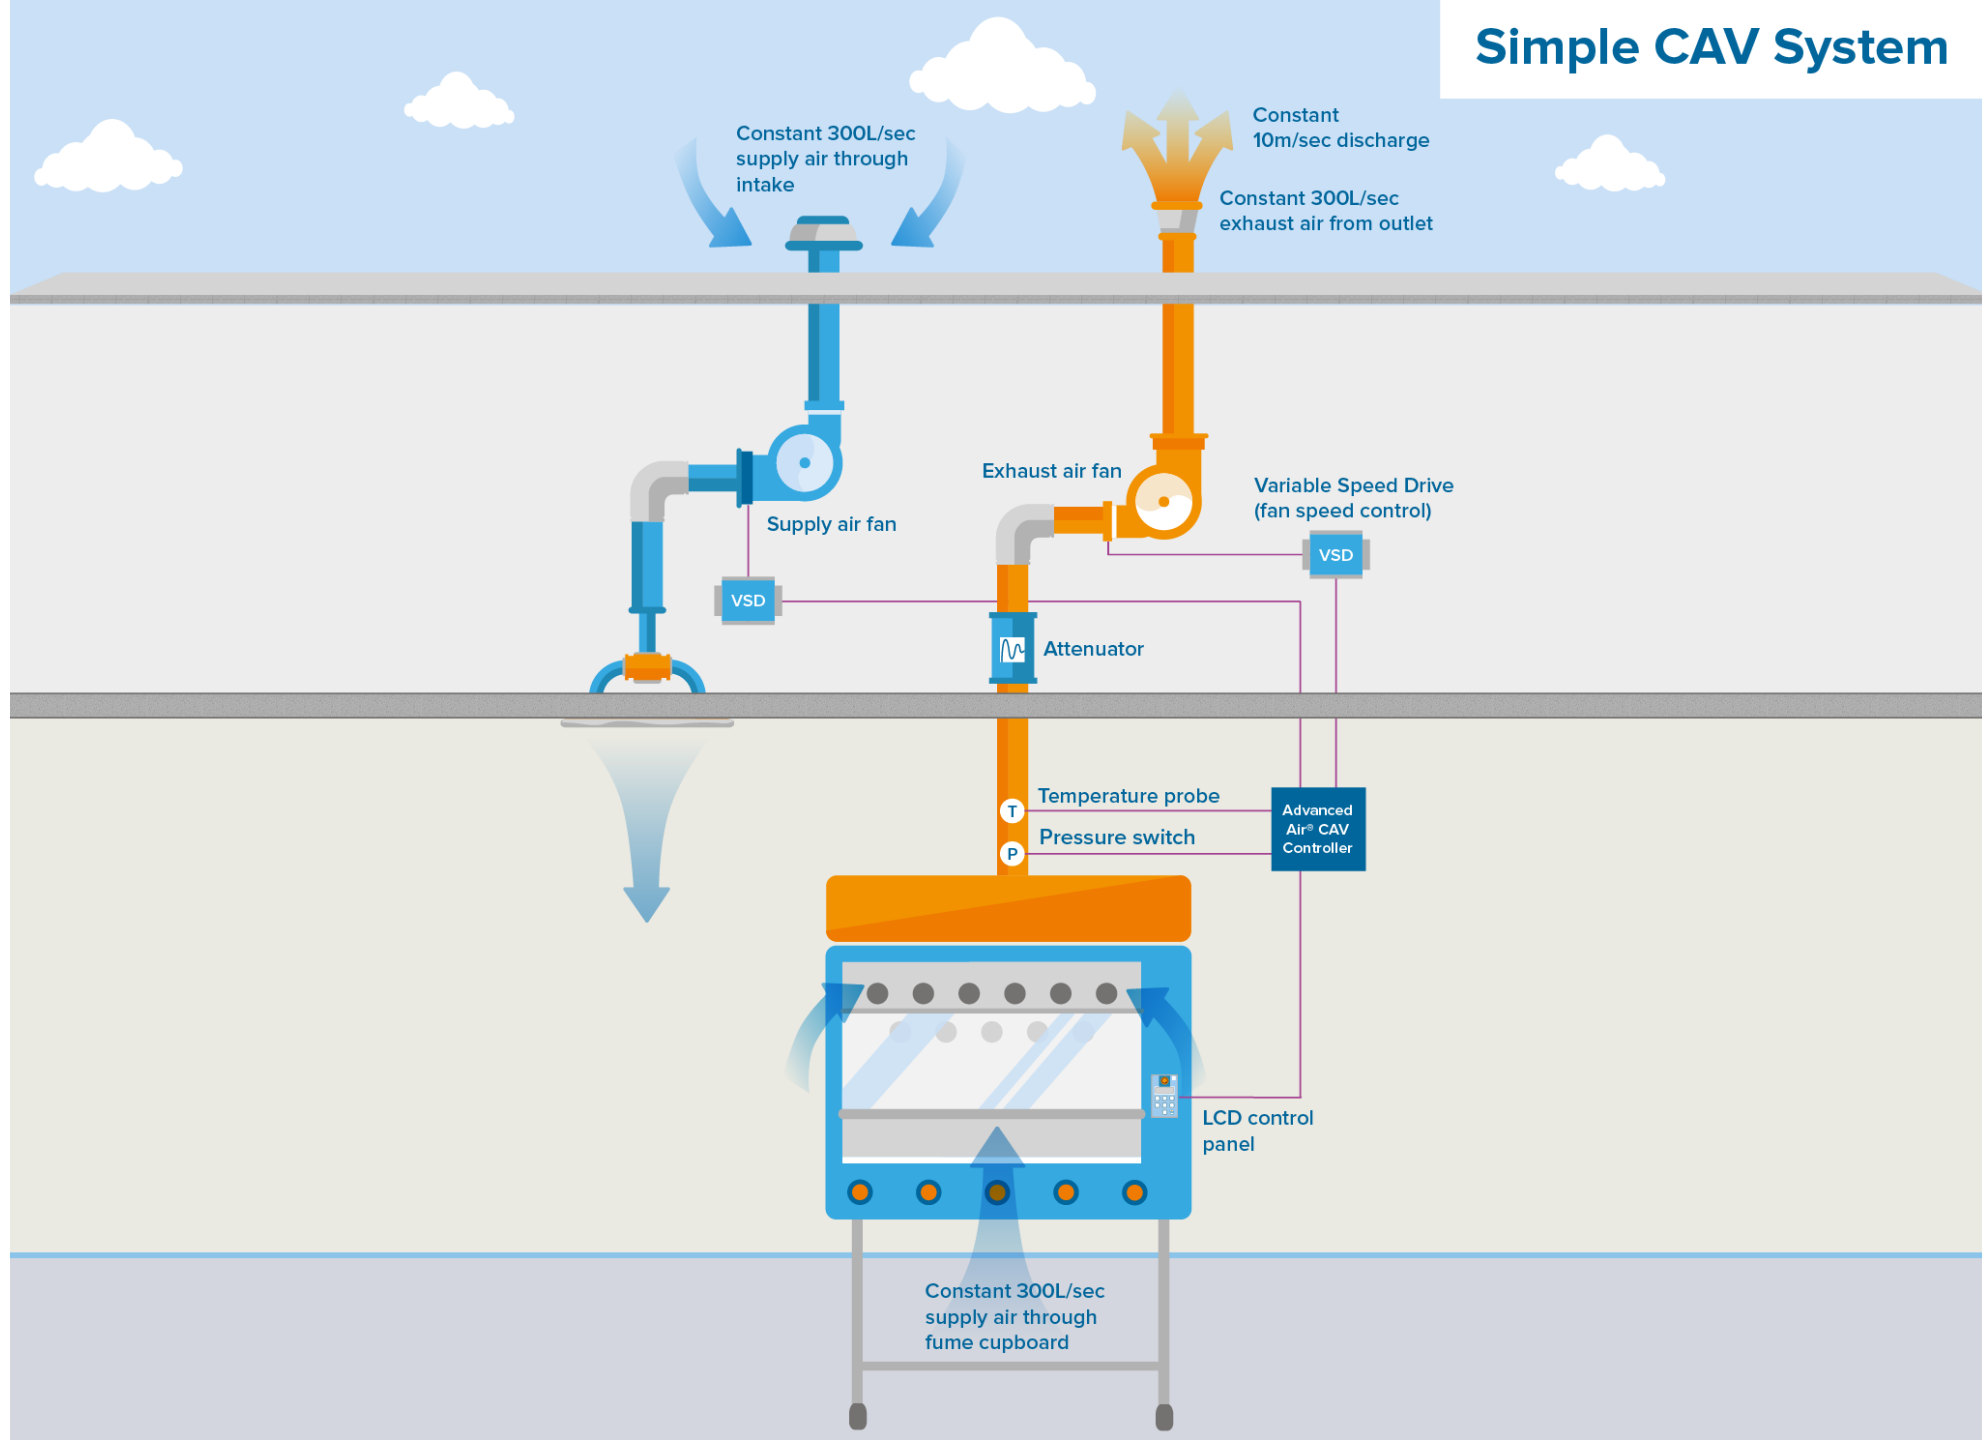 Simple CAV System
Constant
10m/sec discharge
Constant 300L/sec
supply air through
intake
Constant 300L/sec
exhaust air from outlet
Exhaust air fan
Variable Speed Drive
(fan speed control)
Supply air fan
VSD
VSD
Attenuator
Temperature probe
T
Advanced
Air® CAV
Controller
Pressure switch
P
LCD control
panel
Constant 300L/sec
supply air through
fume cupboard